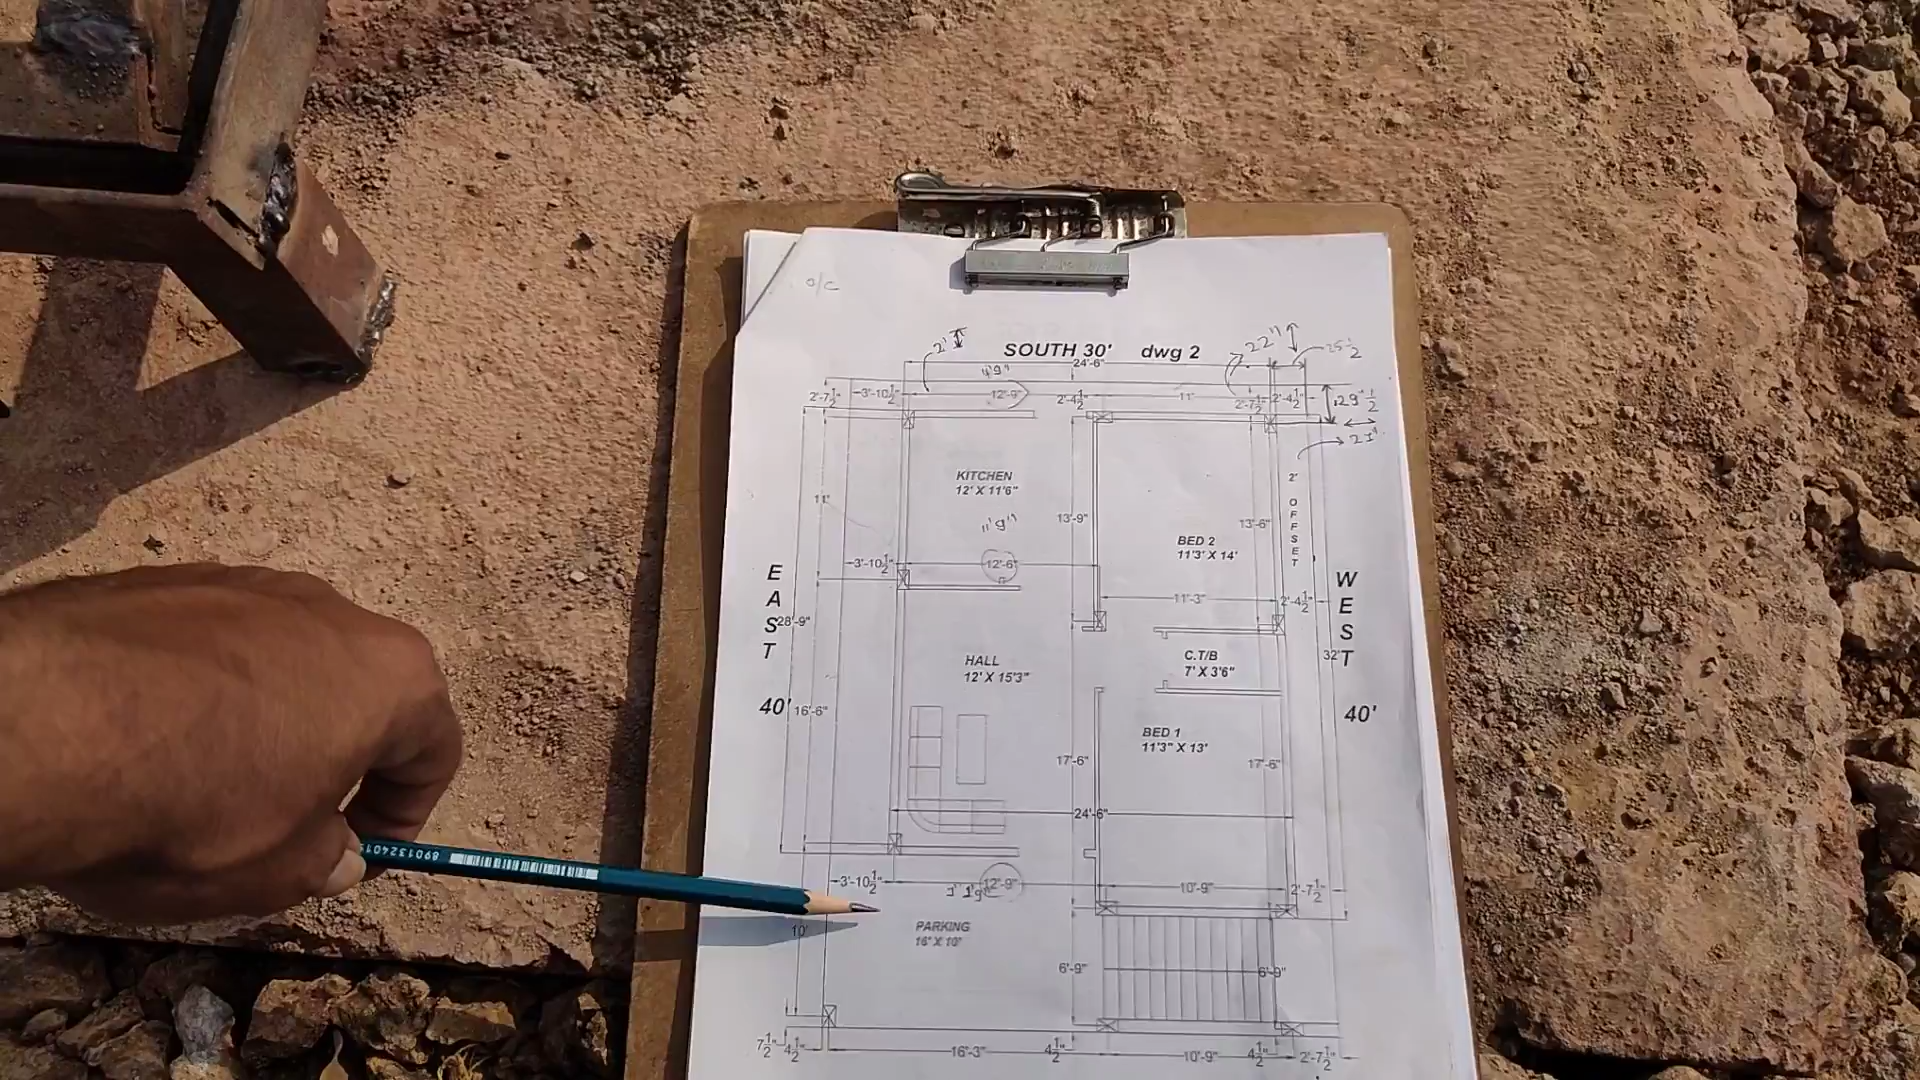 o/c
2'
SOUTH 30' dwg 2
22"
25 1/2
24'-6"
2'-7 1/2"
3'-10 1/2"
12'-9"
2'-4 1/2"
11'
2'-7 1/2"
2'-4 1/2"
29" 1/2
KITCHEN
12' X 11'6"
11'9"
2'
OFFSET
11'
13'-9"
13'-6"
BED 2
11'3' X 14'
3'-10 1/2"
12'-6"
EAST
WEST
11'-3"
2'-4 1/2"
28'-9"
HALL
12' X 15'3"
C.T/B
7' X 3'6"
32'
40'
16'-6"
40'
BED 1
11'3" X 13'
17'-6"
17'-6"
24'-6"
8901324015
3'-10 1/2"
12'-9"
10'-9"
2'-7 1/2"
10'
PARKING
16' X 10'
6'-9"
6'-9"
7 1/2"
4 1/2"
16'-3"
4 1/2"
10'-9"
4 1/2"
2'-7 1/2"